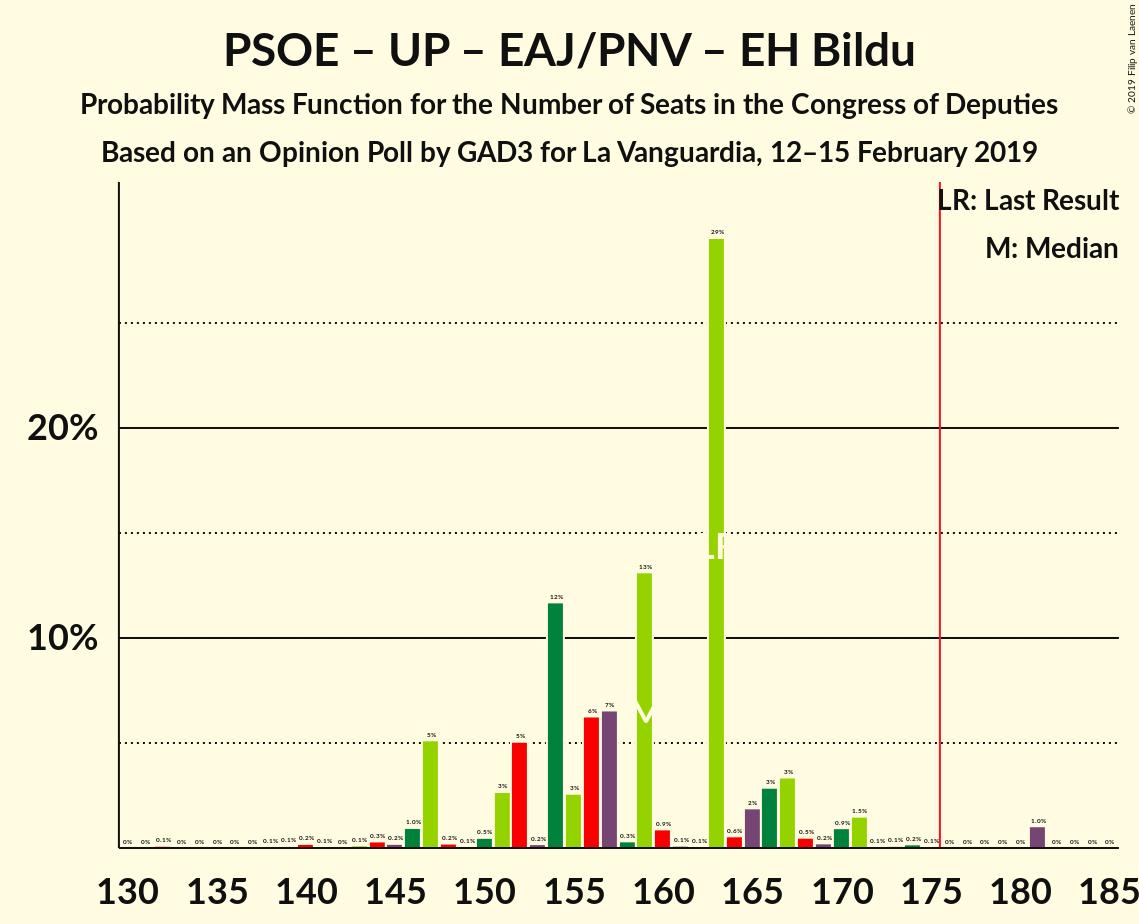 PSOE – UP – EAJ/PNV – EH Bildu
Probability Mass Function for the Number of Seats in the Congress of Deputies
Based on an Opinion Poll by GAD3 for La Vanguardia, 12–15 February 2019
© 2019 Filip van Laenen
LR: Last Result
M: Median
20%
10%
0% 0% 0.1% 0% 0% 0% 0% 0% 0.1% 0.1% 0.2% 0.1% 0% 0.1% 0.3% 0.2% 1.0% 5% 0.2% 0.1% 0.5% 3% 5% 0.2% 12% 3% 6% 7% 0.3% 13% 0.9% 0.1% 0.1% 29% 0.6% 2% 3% 3% 0.5% 0.2% 0.9% 1.5% 0.1% 0.1% 0.2% 0.1% 0% 0% 0% 0% 0% 1.0% 0% 0% 0% 0%
LR
M
130 135 140 145 150 155 160 165 170 175 180 185